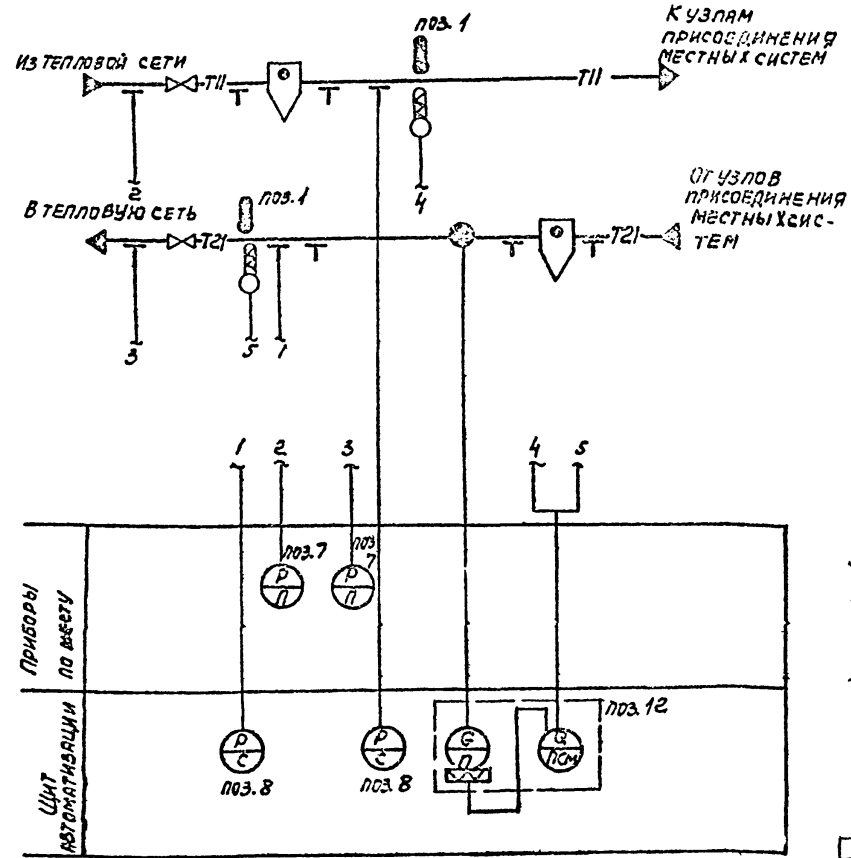 поз. 1
К УЗЛАМ
ПРИСОЕДИНЕНИЯ
МЕСТНЫХ СИСТЕМ
ИЗ ТЕПЛОВОЙ СЕТИ
Т11
Т11
2
4
поз. 1
ОТ УЗЛОВ
ПРИСОЕДИНЕНИЯ
МЕСТНЫХ СИС-
ТЕМ
В ТЕПЛОВУЮ СЕТЬ
Т21
Т21
3
5
1
1
2
3
4
5
ПРИБОРЫ
ПО МЕСТУ
поз. 7
Р
П
поз
7
Р
П
ЩИТ
АВТОМАТИЗАЦИИ
Р
С
поз. 8
Р
С
поз. 8
поз. 12
G
П
Q
ПСМ